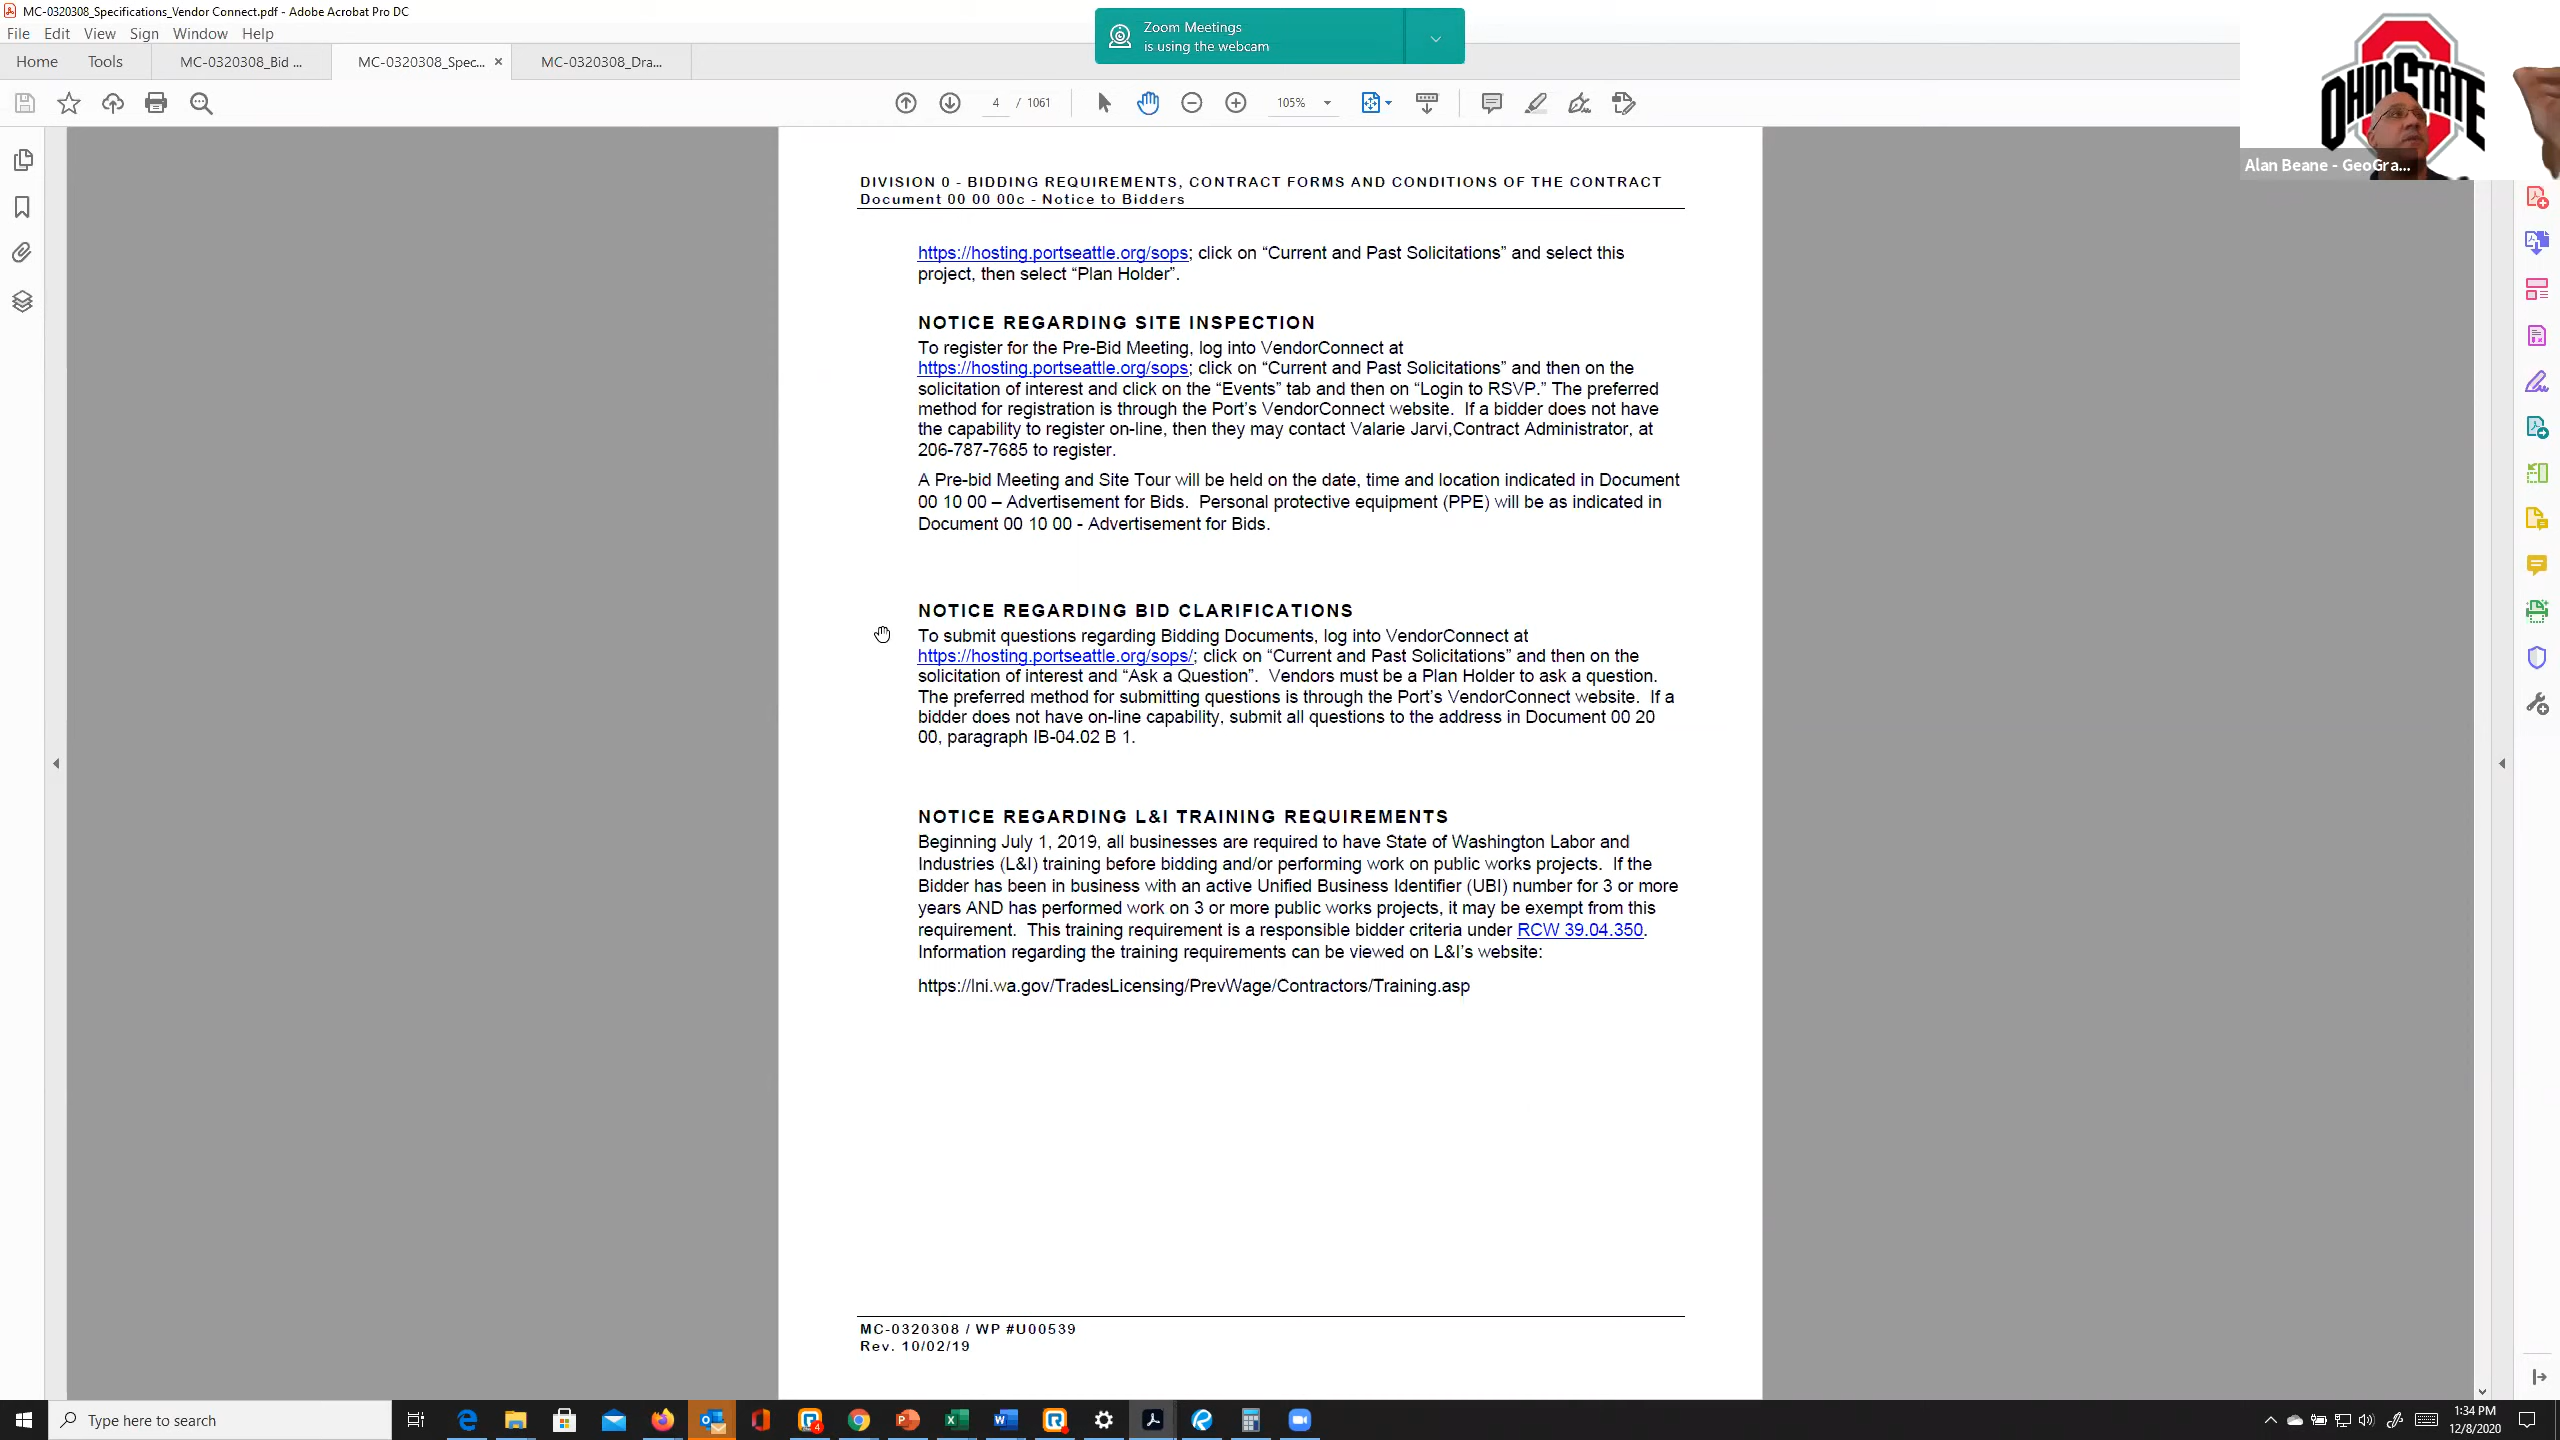 MC-0320308_Specifications_Vendor Connect.pdf - Adobe Acrobat Pro DC
File Edit View Sign Window Help
Zoom Meetings
is using the webcam
Home Tools MC-0320308_Bid ... MC-0320308_Spec... × MC-0320308_Dra...
4 / 1061 105%
OHIO STATE
Alan Beane - GeoGra...
DIVISION 0 - BIDDING REQUIREMENTS, CONTRACT FORMS AND CONDITIONS OF THE CONTRACT
Document 00 00 00c - Notice to Bidders
https://hosting.portseattle.org/sops; click on “Current and Past Solicitations” and select this
project, then select “Plan Holder”.
NOTICE REGARDING SITE INSPECTION
To register for the Pre-Bid Meeting, log into VendorConnect at
https://hosting.portseattle.org/sops; click on “Current and Past Solicitations” and then on the
solicitation of interest and click on the “Events” tab and then on “Login to RSVP.” The preferred
method for registration is through the Port’s VendorConnect website. If a bidder does not have
the capability to register on-line, then they may contact Valarie Jarvi,Contract Administrator, at
206-787-7685 to register.
A Pre-bid Meeting and Site Tour will be held on the date, time and location indicated in Document
00 10 00 – Advertisement for Bids. Personal protective equipment (PPE) will be as indicated in
Document 00 10 00 - Advertisement for Bids.
NOTICE REGARDING BID CLARIFICATIONS
To submit questions regarding Bidding Documents, log into VendorConnect at
https://hosting.portseattle.org/sops/; click on “Current and Past Solicitations” and then on the
solicitation of interest and “Ask a Question”. Vendors must be a Plan Holder to ask a question.
The preferred method for submitting questions is through the Port’s VendorConnect website. If a
bidder does not have on-line capability, submit all questions to the address in Document 00 20
00, paragraph IB-04.02 B 1.
NOTICE REGARDING L&I TRAINING REQUIREMENTS
Beginning July 1, 2019, all businesses are required to have State of Washington Labor and
Industries (L&I) training before bidding and/or performing work on public works projects. If the
Bidder has been in business with an active Unified Business Identifier (UBI) number for 3 or more
years AND has performed work on 3 or more public works projects, it may be exempt from this
requirement. This training requirement is a responsible bidder criteria under RCW 39.04.350.
Information regarding the training requirements can be viewed on L&I’s website:
https://lni.wa.gov/TradesLicensing/PrevWage/Contractors/Training.asp
MC-0320308 / WP #U00539
Rev. 10/02/19
Type here to search
1:34 PM
12/8/2020